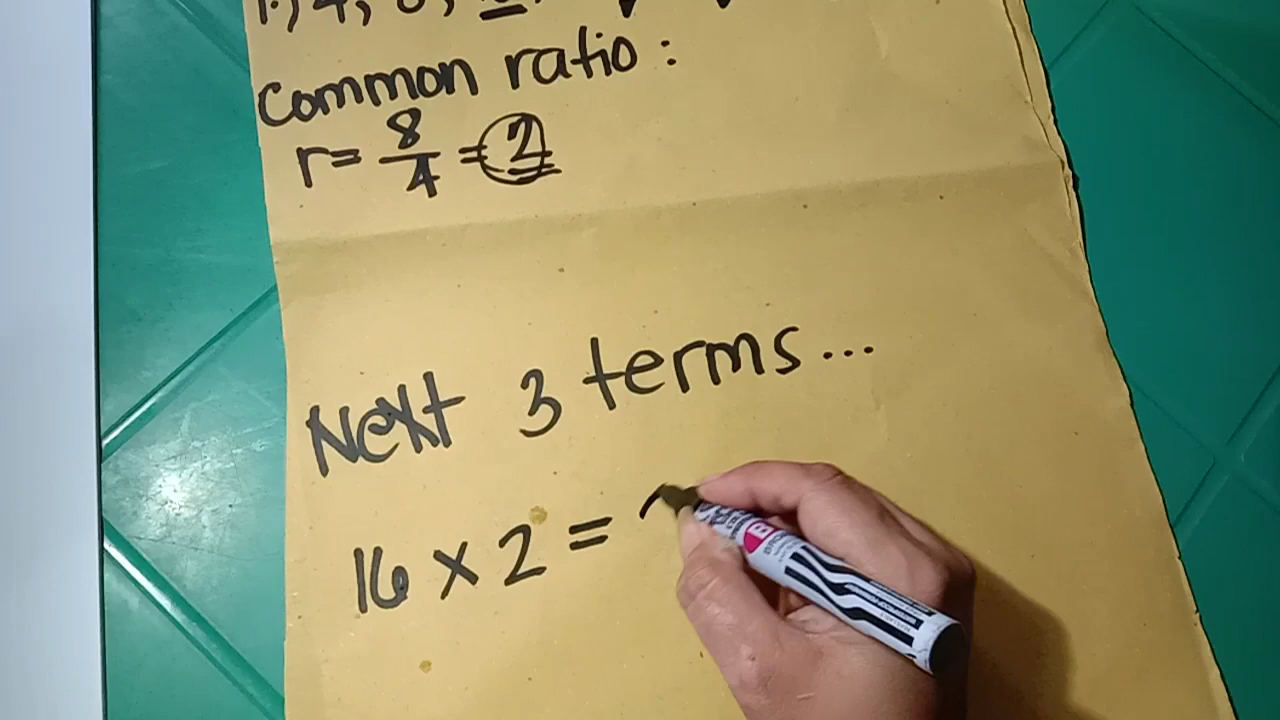 Common ratio :
r = 8/4 = 2
Next 3 terms...
16 x 2 =